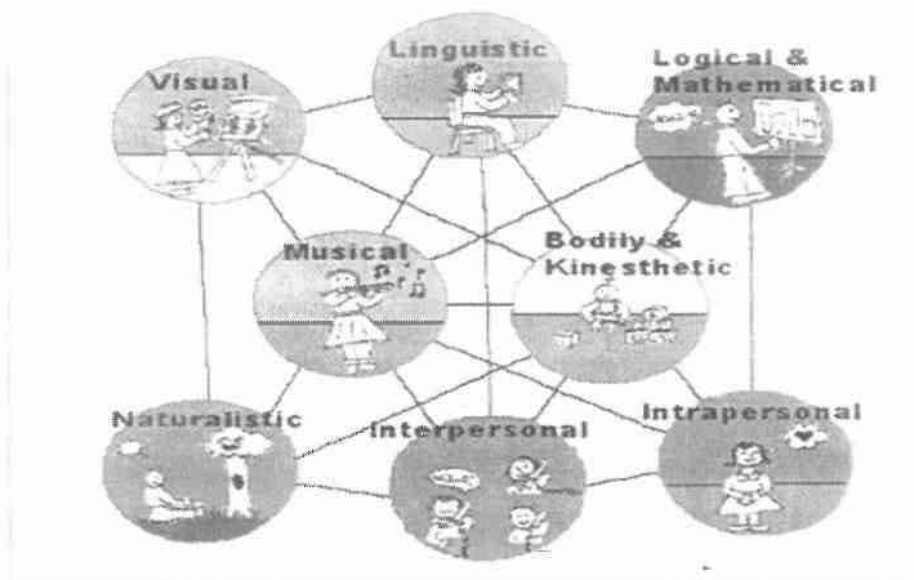 Linguistic
Visual
Logical &
Mathematical
Musical
Bodily &
Kinesthetic
Naturalistic
Interpersonal
Intrapersonal